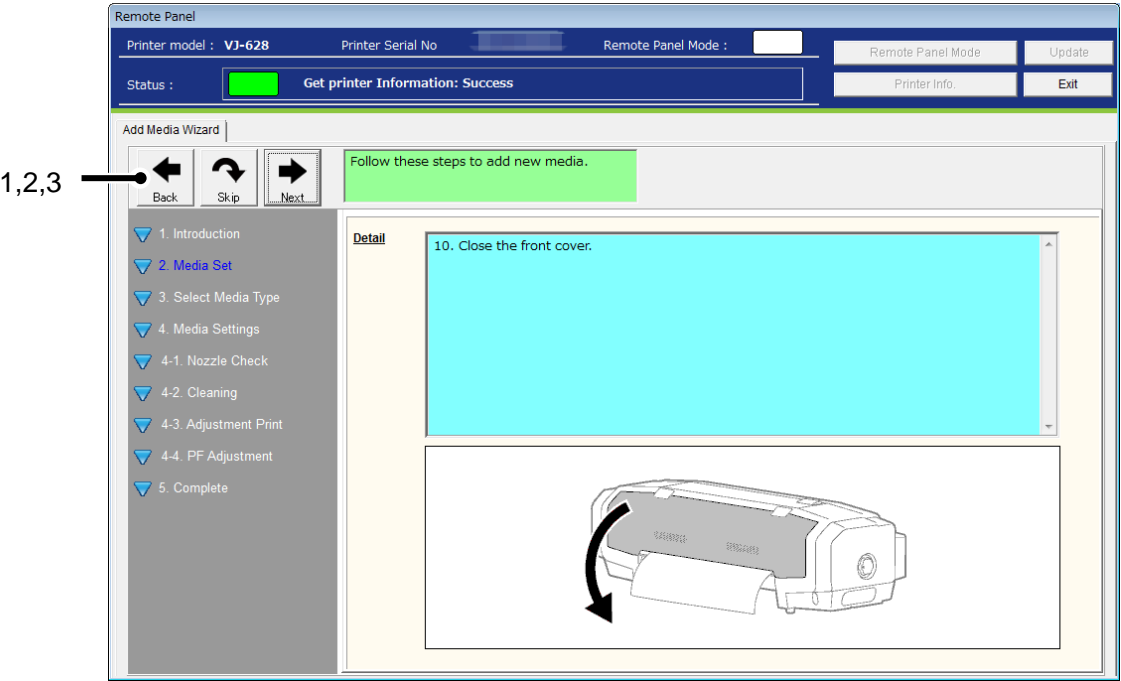 Remote Panel
Printer model : VJ-628 Printer Serial No Remote Panel Mode :
Remote Panel Mode Update
Status : Get printer Information: Success
Printer Info. Exit
Add Media Wizard
1,2,3
Back Skip Next
Follow these steps to add new media.
1. Introduction
2. Media Set
3. Select Media Type
4. Media Settings
4-1. Nozzle Check
4-2. Cleaning
4-3. Adjustment Print
4-4. PF Adjustment
5. Complete
Detail
10. Close the front cover.